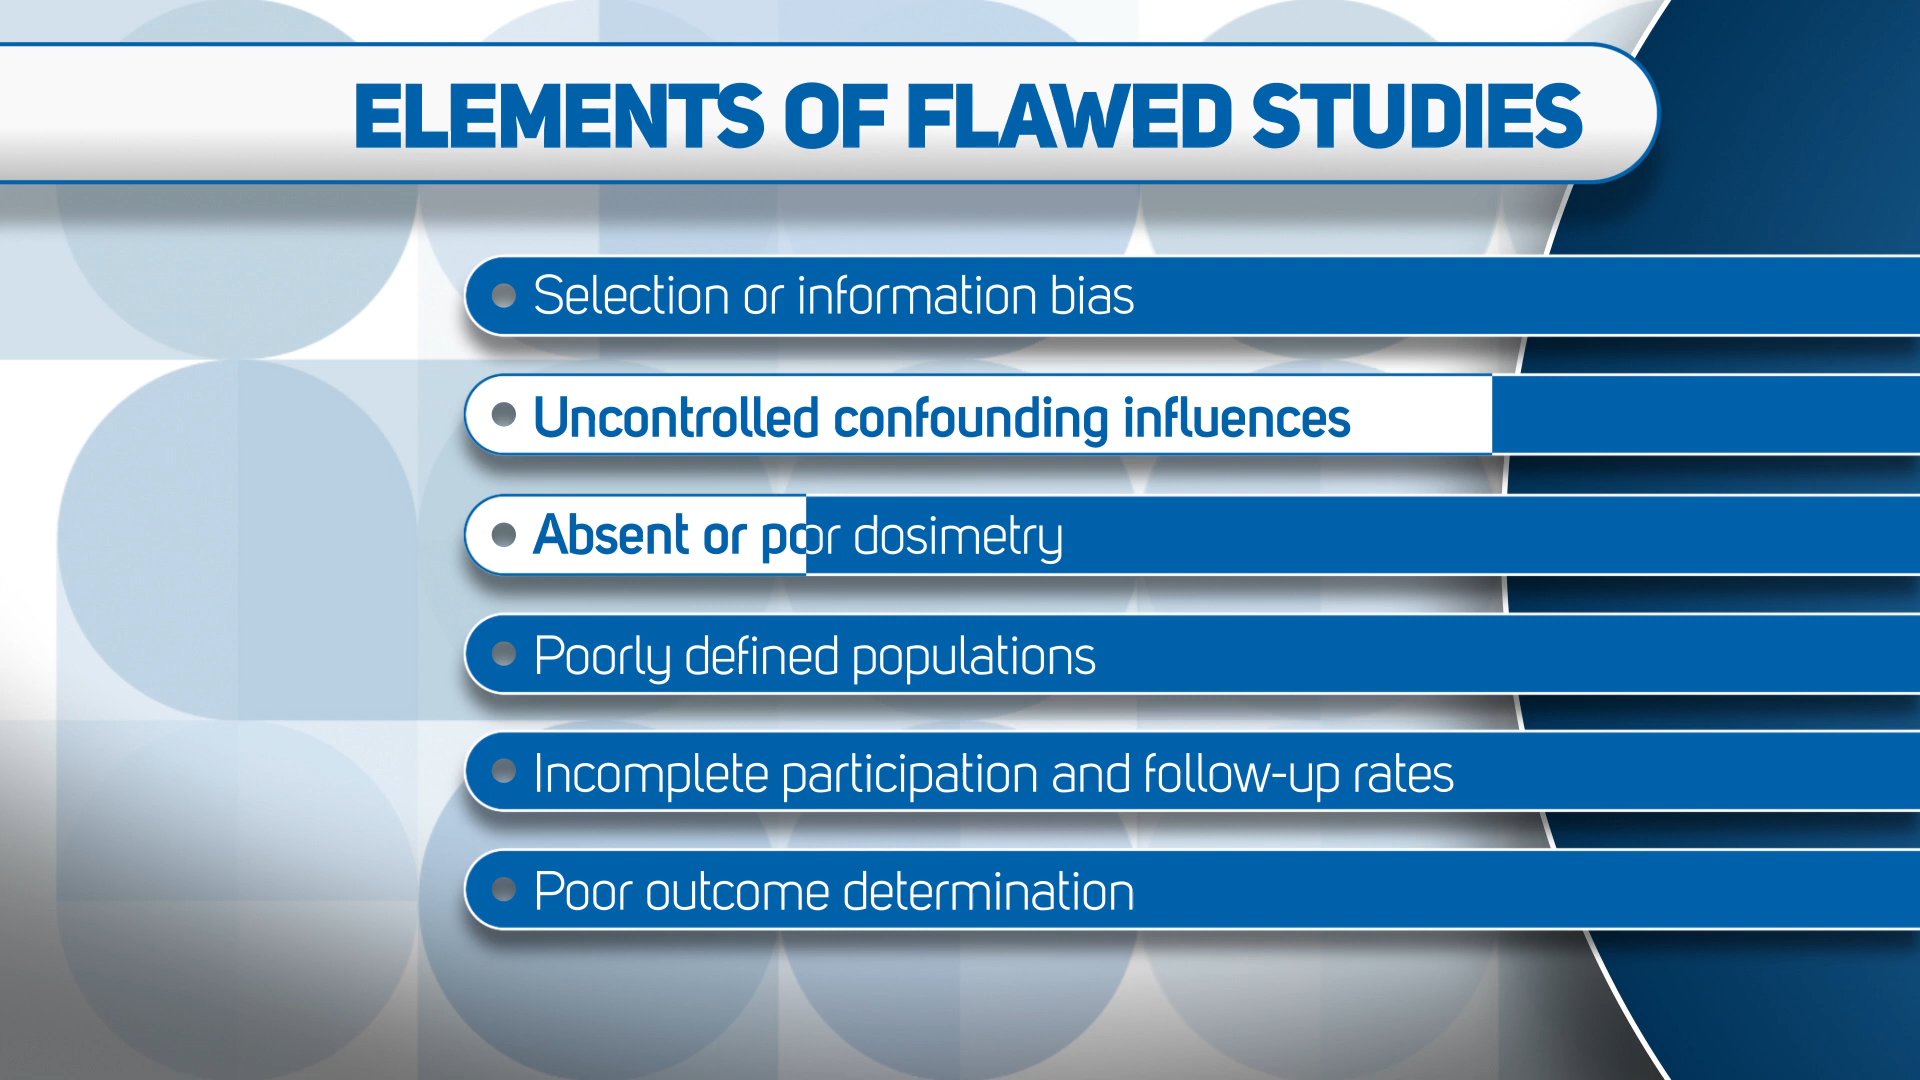 ELEMENTS OF FLAWED STUDIES
Selection or information bias
Uncontrolled confounding influences
Absent or poor dosimetry
Poorly defined populations
Incomplete participation and follow-up rates
Poor outcome determination